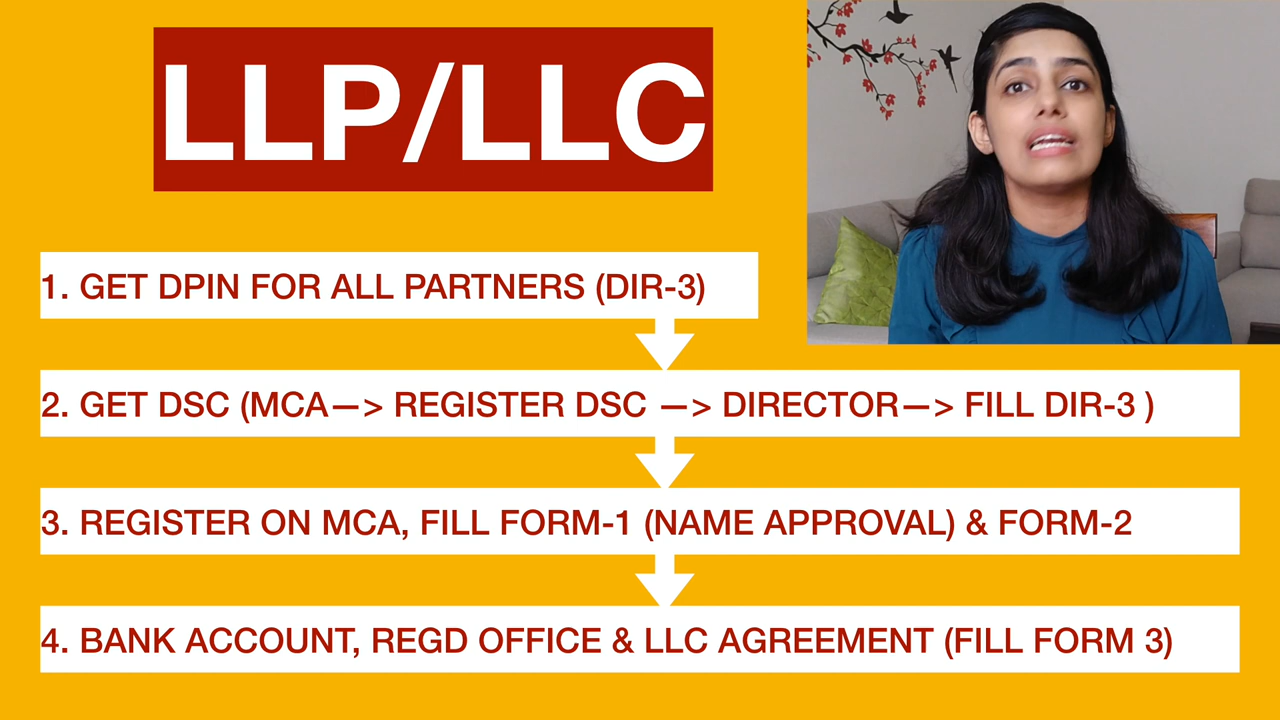 LLP/LLC
1. GET DPIN FOR ALL PARTNERS (DIR-3)
2. GET DSC (MCA—> REGISTER DSC —> DIRECTOR—> FILL DIR-3 )
3. REGISTER ON MCA, FILL FORM-1 (NAME APPROVAL) & FORM-2
4. BANK ACCOUNT, REGD OFFICE & LLC AGREEMENT (FILL FORM 3)